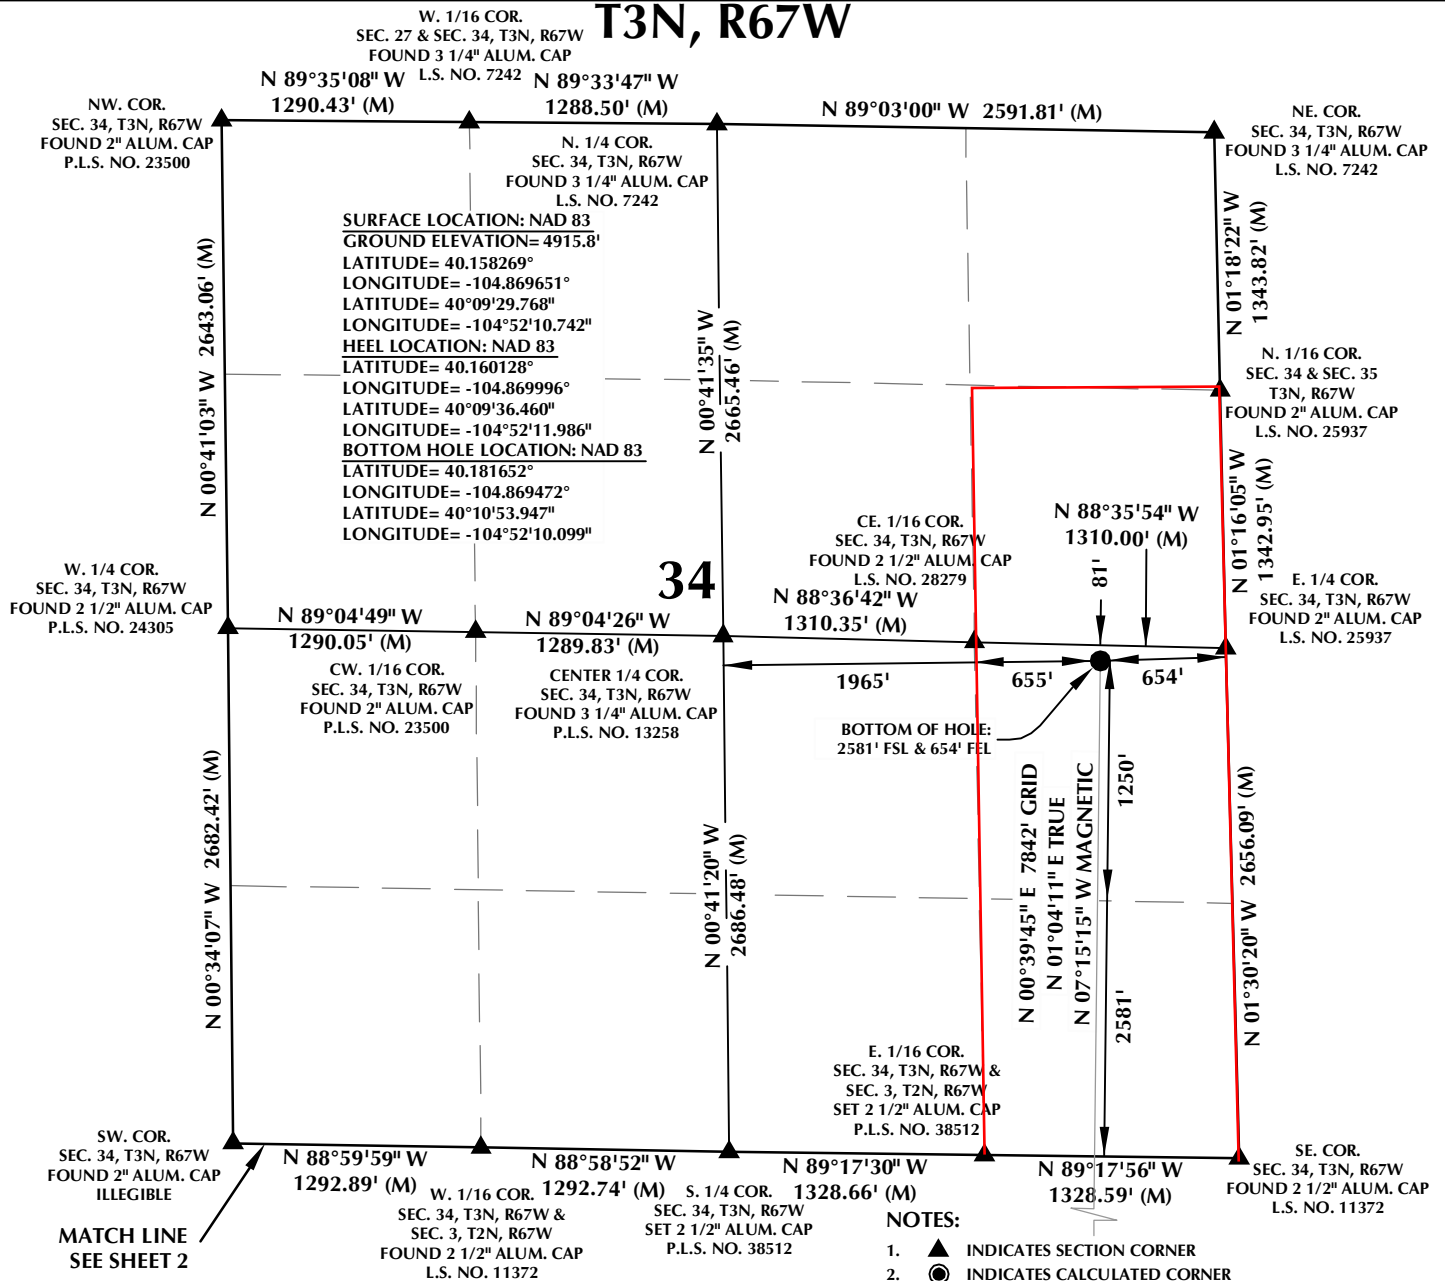 T3N, R67W
W. 1/16 COR.
SEC. 27 & SEC. 34, T3N, R67W
FOUND 3 1/4" ALUM. CAP
L.S. NO. 7242
N 89°35'08" W
1290.43' (M)
N 89°33'47" W
1288.50' (M)
N 89°03'00" W 2591.81' (M)
NW. COR.
SEC. 34, T3N, R67W
FOUND 2" ALUM. CAP
P.L.S. NO. 23500
N. 1/4 COR.
SEC. 34, T3N, R67W
FOUND 3 1/4" ALUM. CAP
L.S. NO. 7242
NE. COR.
SEC. 34, T3N, R67W
FOUND 3 1/4" ALUM. CAP
L.S. NO. 7242
SURFACE LOCATION: NAD 83
GROUND ELEVATION= 4915.8'
LATITUDE= 40.158269°
LONGITUDE= -104.869651°
LATITUDE= 40°09'29.768"
LONGITUDE= -104°52'10.742"
HEEL LOCATION: NAD 83
LATITUDE= 40.160128°
LONGITUDE= -104.869996°
LATITUDE= 40°09'36.460"
LONGITUDE= -104°52'11.986"
BOTTOM HOLE LOCATION: NAD 83
LATITUDE= 40.181652°
LONGITUDE= -104.869472°
LATITUDE= 40°10'53.947"
LONGITUDE= -104°52'10.099"
N 00°41'03" W 2643.06' (M)
N 00°41'35" W
2665.46' (M)
N 01°18'22" W
1343.82' (M)
N. 1/16 COR.
SEC. 34 & SEC. 35
T3N, R67W
FOUND 2" ALUM. CAP
L.S. NO. 25937
N 01°16'05" W
1342.95' (M)
CE. 1/16 COR.
SEC. 34, T3N, R67W
FOUND 2 1/2" ALUM. CAP
L.S. NO. 28279
N 88°35'54" W
1310.00' (M)
81'
W. 1/4 COR.
SEC. 34, T3N, R67W
FOUND 2 1/2" ALUM. CAP
P.L.S. NO. 24305
34
E. 1/4 COR.
SEC. 34, T3N, R67W
FOUND 2" ALUM. CAP
L.S. NO. 25937
N 89°04'49" W
1290.05' (M)
N 89°04'26" W
1289.83' (M)
N 88°36'42" W
1310.35' (M)
CW. 1/16 COR.
SEC. 34, T3N, R67W
FOUND 2" ALUM. CAP
P.L.S. NO. 23500
CENTER 1/4 COR.
SEC. 34, T3N, R67W
FOUND 3 1/4" ALUM. CAP
P.L.S. NO. 13258
1965'
655'
654'
BOTTOM OF HOLE:
2581' FSL & 654' FEL
N 00°34'07" W 2682.42' (M)
N 00°41'20" W
2686.48' (M)
N 00°39'45" E 7842' GRID
N 01°04'11" E TRUE
N 07°15'15" W MAGNETIC
1250'
2581'
N 01°30'20" W 2656.09' (M)
E. 1/16 COR.
SEC. 34, T3N, R67W &
SEC. 3, T2N, R67W
SET 2 1/2" ALUM. CAP
P.L.S. NO. 38512
SW. COR.
SEC. 34, T3N, R67W
FOUND 2" ALUM. CAP
ILLEGIBLE
N 88°59'59" W
1292.89' (M)
N 88°58'52" W
1292.74' (M)
N 89°17'30" W
1328.66' (M)
N 89°17'56" W
1328.59' (M)
SE. COR.
SEC. 34, T3N, R67W
FOUND 2 1/2" ALUM. CAP
L.S. NO. 11372
W. 1/16 COR.
SEC. 34, T3N, R67W &
SEC. 3, T2N, R67W
FOUND 2 1/2" ALUM. CAP
L.S. NO. 11372
S. 1/4 COR.
SEC. 34, T3N, R67W
SET 2 1/2" ALUM. CAP
P.L.S. NO. 38512
MATCH LINE
SEE SHEET 2
NOTES:
1. INDICATES SECTION CORNER
2. INDICATES CALCULATED CORNER